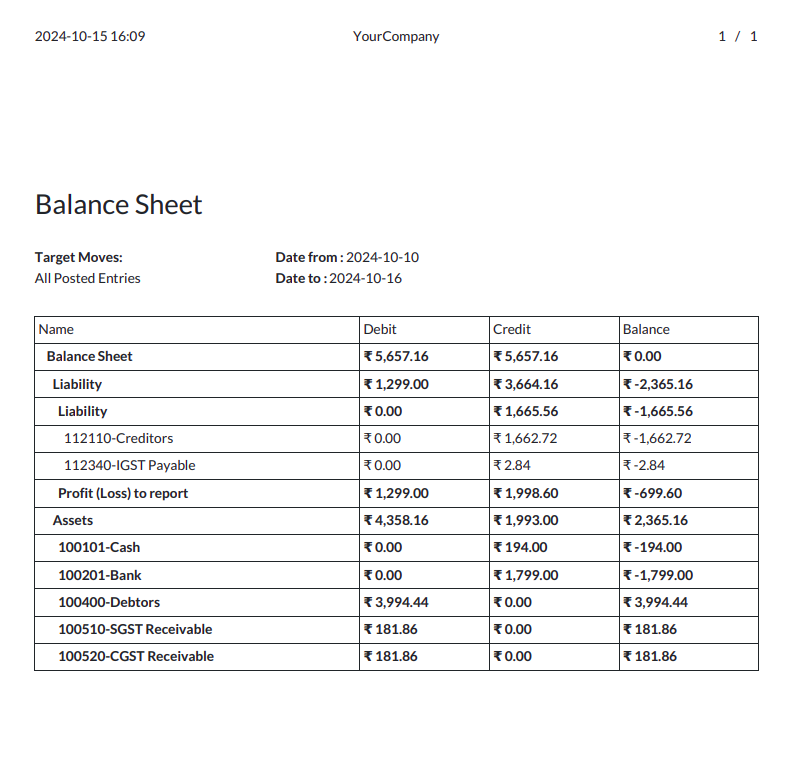 2024-10-15 16:09 YourCompany 1 / 1
Balance Sheet
Target Moves: Date from : 2024-10-10
All Posted Entries Date to : 2024-10-16
Name Debit Credit Balance
Balance Sheet ₹ 5,657.16 ₹ 5,657.16 ₹ 0.00
Liability ₹ 1,299.00 ₹ 3,664.16 ₹ -2,365.16
Liability ₹ 0.00 ₹ 1,665.56 ₹ -1,665.56
112110-Creditors ₹ 0.00 ₹ 1,662.72 ₹ -1,662.72
112340-IGST Payable ₹ 0.00 ₹ 2.84 ₹ -2.84
Profit (Loss) to report ₹ 1,299.00 ₹ 1,998.60 ₹ -699.60
Assets ₹ 4,358.16 ₹ 1,993.00 ₹ 2,365.16
100101-Cash ₹ 0.00 ₹ 194.00 ₹ -194.00
100201-Bank ₹ 0.00 ₹ 1,799.00 ₹ -1,799.00
100400-Debtors ₹ 3,994.44 ₹ 0.00 ₹ 3,994.44
100510-SGST Receivable ₹ 181.86 ₹ 0.00 ₹ 181.86
100520-CGST Receivable ₹ 181.86 ₹ 0.00 ₹ 181.86